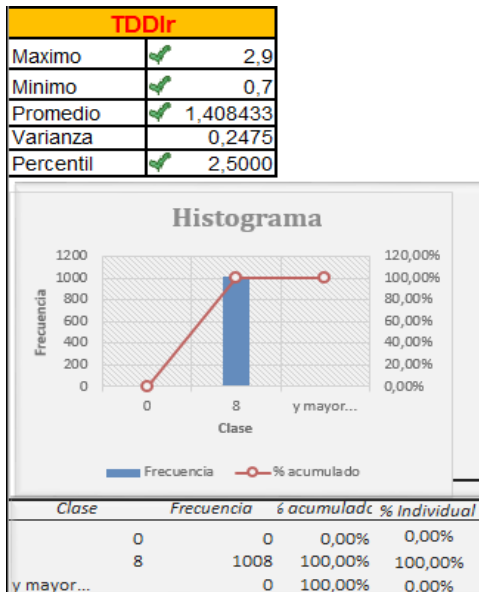 TDDIr
Maximo 2,9
Minimo 0,7
Promedio 1,408433
Varianza 0,2475
Percentil 2,5000
Histograma
1200 120,00%
1000 100,00%
800 80,00%
600 60,00%
400 40,00%
200 20,00%
0 0,00%
Frecuencia
0 8 y mayor...
Clase
Frecuencia % acumulado
Clase Frecuencia % acumulado % Individual
0 0 0,00% 0,00%
8 1008 100,00% 100,00%
y mayor... 0 100,00% 0,00%